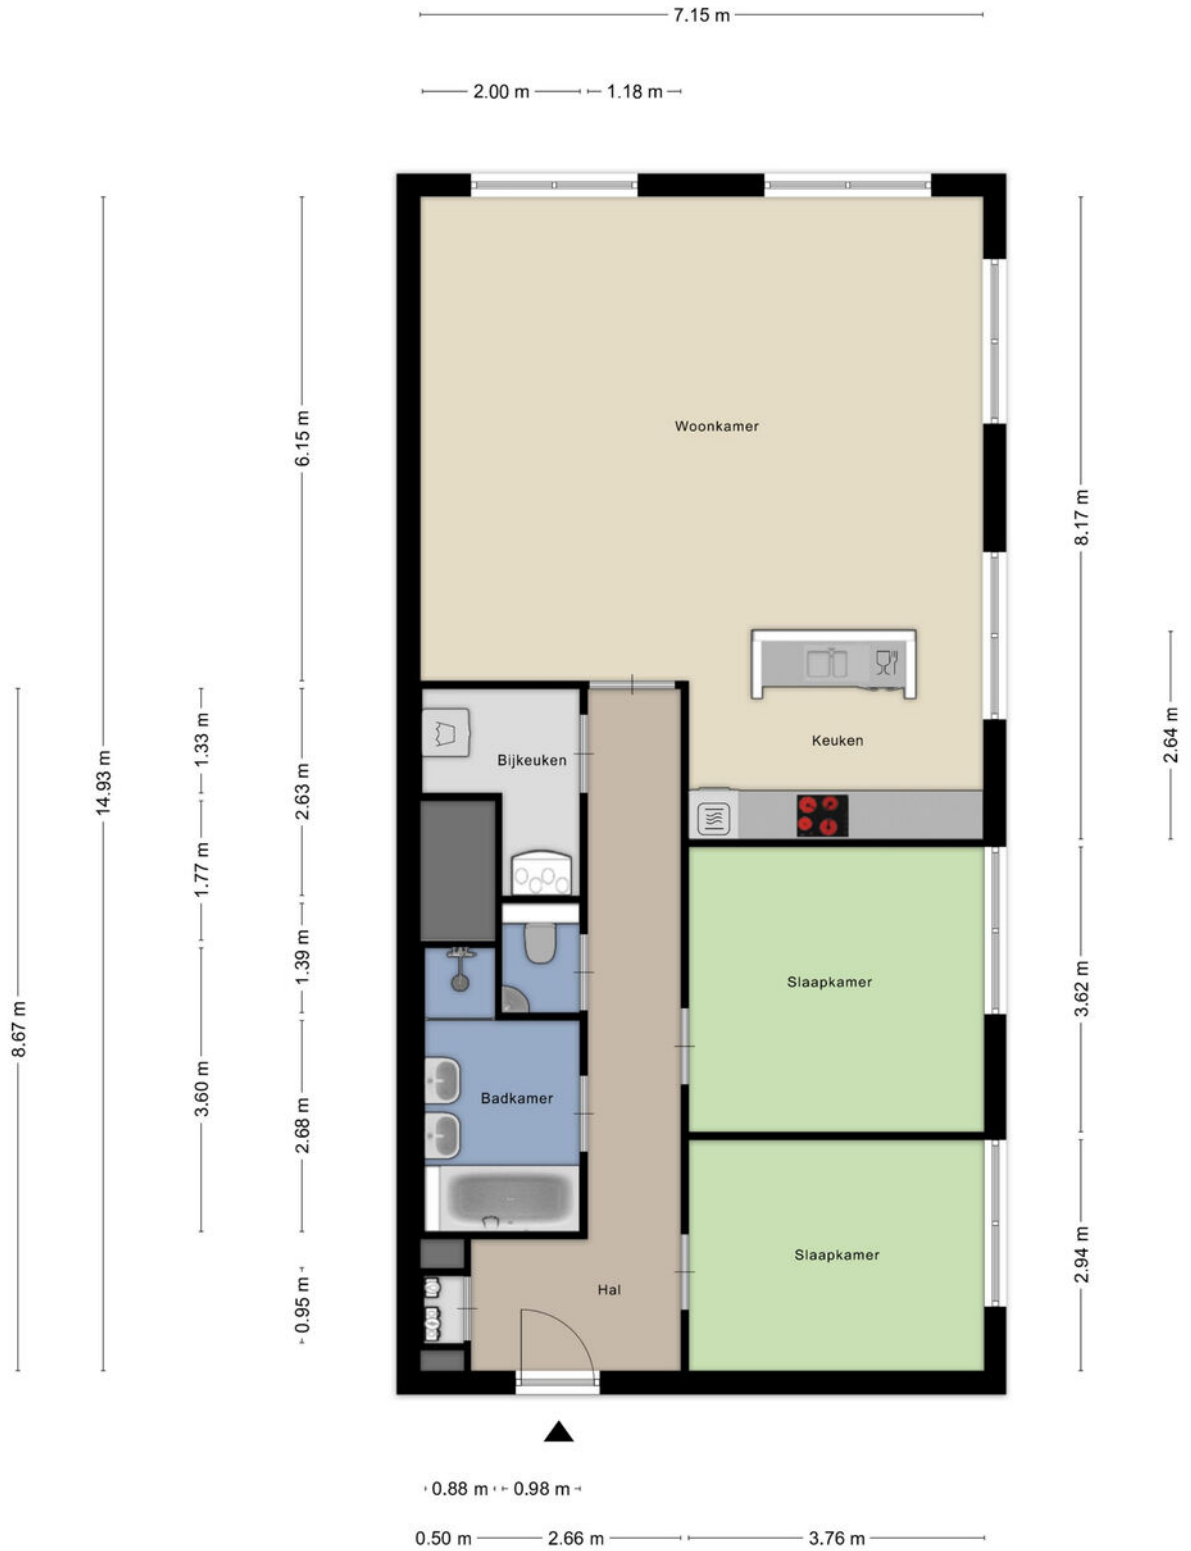 7.15 m
2.00 m
1.18 m
6.15 m
Woonkamer
8.17 m
2.64 m
Keuken
1.33 m
Bijkeuken
14.93 m
2.63 m
1.77 m
1.39 m
Slaapkamer
3.62 m
8.67 m
3.60 m
Badkamer
2.68 m
Slaapkamer
2.94 m
Hal
0.95 m
0.88 m
0.98 m
0.50 m
2.66 m
3.76 m